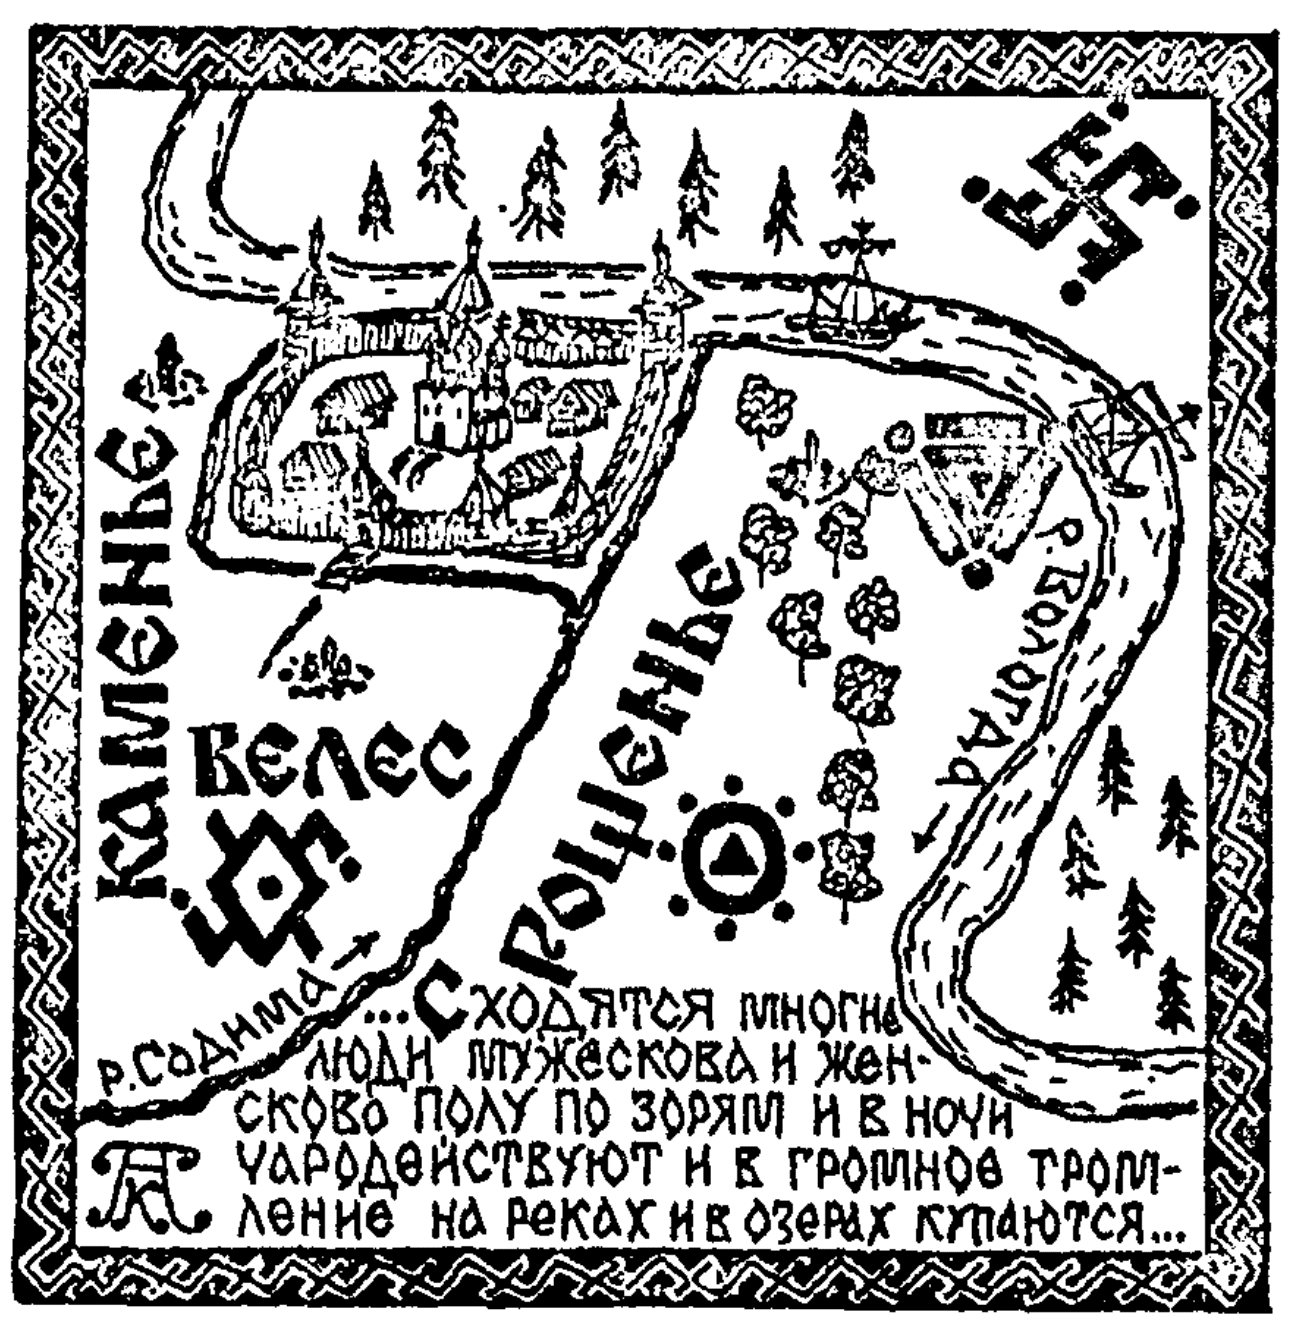 КАМЕНЬЕ
ВЕЛЕС
РОЩЕНЬЕ
р. Вологда
р. Содима
...Сходятся многие
люди мужескова и жен-
сково полу по зорям и в ночи
чародействуют и в громное тром-
ление на реках и в озерах купаются...